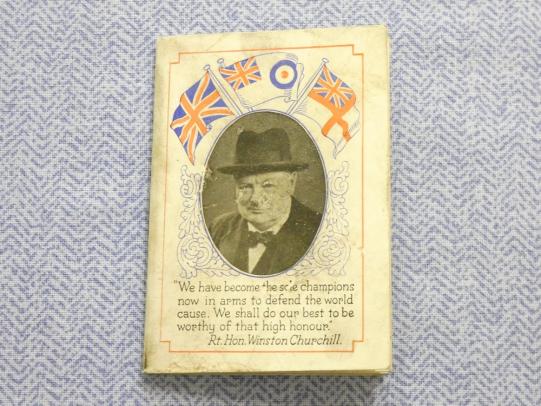 "We have become the sole champions
now in arms to defend the world
cause. We shall do our best to be
worthy of that high honour."
Rt. Hon. Winston Churchill.